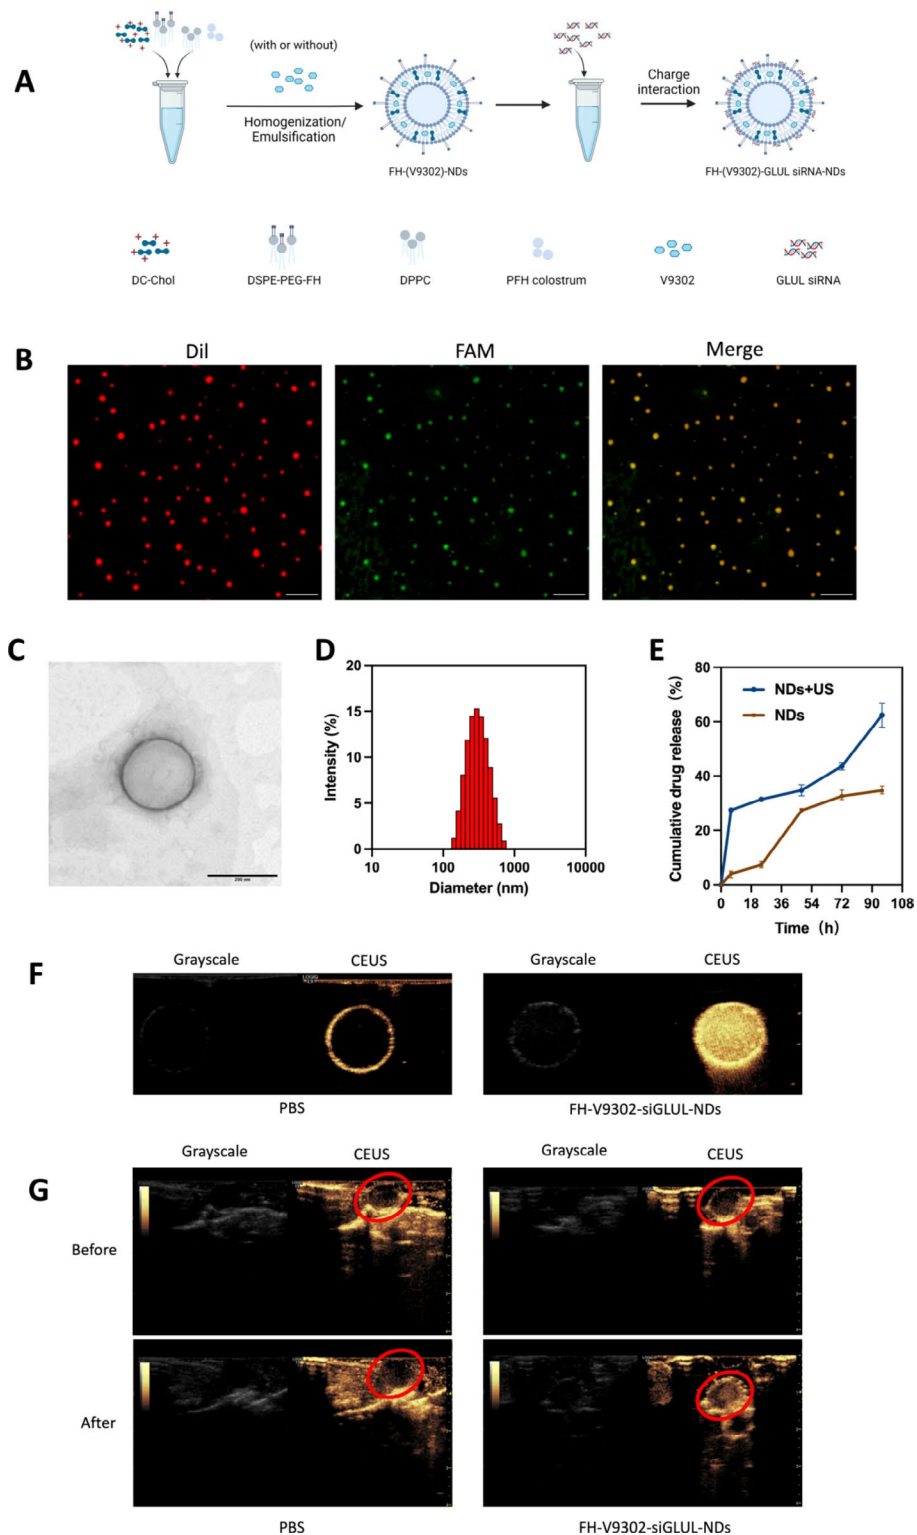 A
(with or without)
Homogenization/
Emulsification
FH-(V9302)-NDs
Charge
interaction
FH-(V9302)-GLUL siRNA-NDs
DC-Chol
DSPE-PEG-FH
DPPC
PFH colostrum
V9302
GLUL siRNA
B
Dil
FAM
Merge
C
200 nm
D
Intensity (%)
20
15
10
5
0
10
100
1000
10000
Diameter (nm)
E
Cumulative drug release (%)
80
60
40
20
0
NDs+US
NDs
0
18
36
54
72
90
108
Time (h)
F
Grayscale
CEUS
Grayscale
CEUS
PBS
FH-V9302-siGLUL-NDs
G
Grayscale
CEUS
Grayscale
CEUS
Before
After
PBS
FH-V9302-siGLUL-NDs